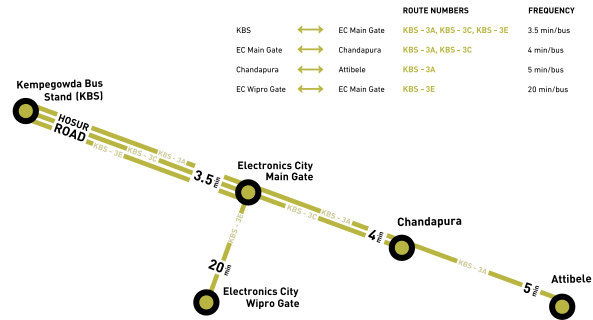 ROUTE NUMBERS FREQUENCY
KBS EC Main Gate KBS - 3A, KBS - 3C, KBS - 3E 3.5 min/bus
EC Main Gate Chandapura KBS - 3A, KBS - 3C 4 min/bus
Chandapura Attibele KBS - 3A 5 min/bus
EC Wipro Gate EC Main Gate KBS - 3E 20 min/bus
Kempegowda Bus
Stand (KBS)
HOSUR
ROAD
KBS - 3A
KBS - 3C
KBS - 3E
3.5 min
Electronics City
Main Gate
KBS - 3A
KBS - 3C
4 min
Chandapura
KBS - 3A
5 min
Attibele
KBS - 3E
20 min
Electronics City
Wipro Gate